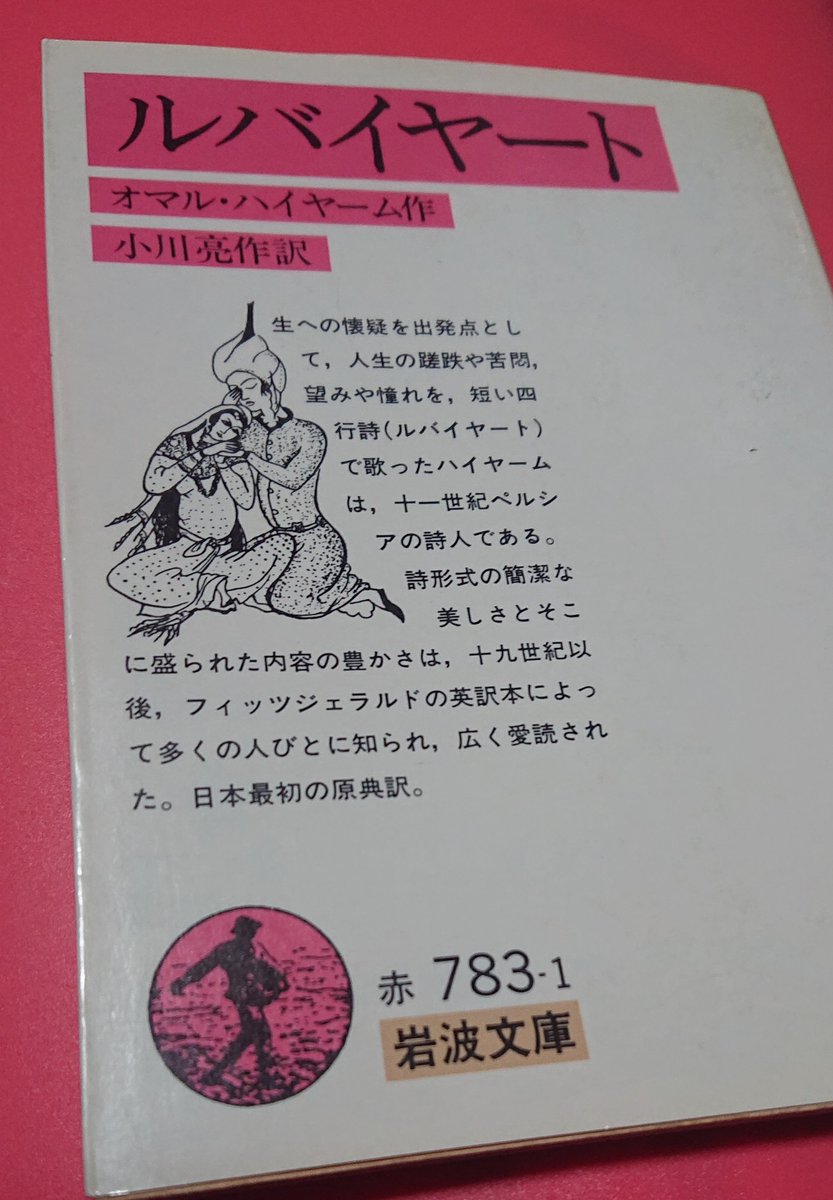 ルバイヤート
オマル・ハイヤーム作
小川亮作訳
生への懐疑を出発点とし
て，人生の蹉跌や苦悶，
望みや憧れを，短い四
行詩(ルバイヤート)
で歌ったハイヤーム
は，十一世紀ペルシ
アの詩人である。
詩形式の簡潔な
美しさとそこ
に盛られた内容の豊かさは，十九世紀以
後，フィッツジェラルドの英訳本によっ
て多くの人びとに知られ，広く愛読され
た。日本最初の原典訳。
赤 783-1
岩波文庫